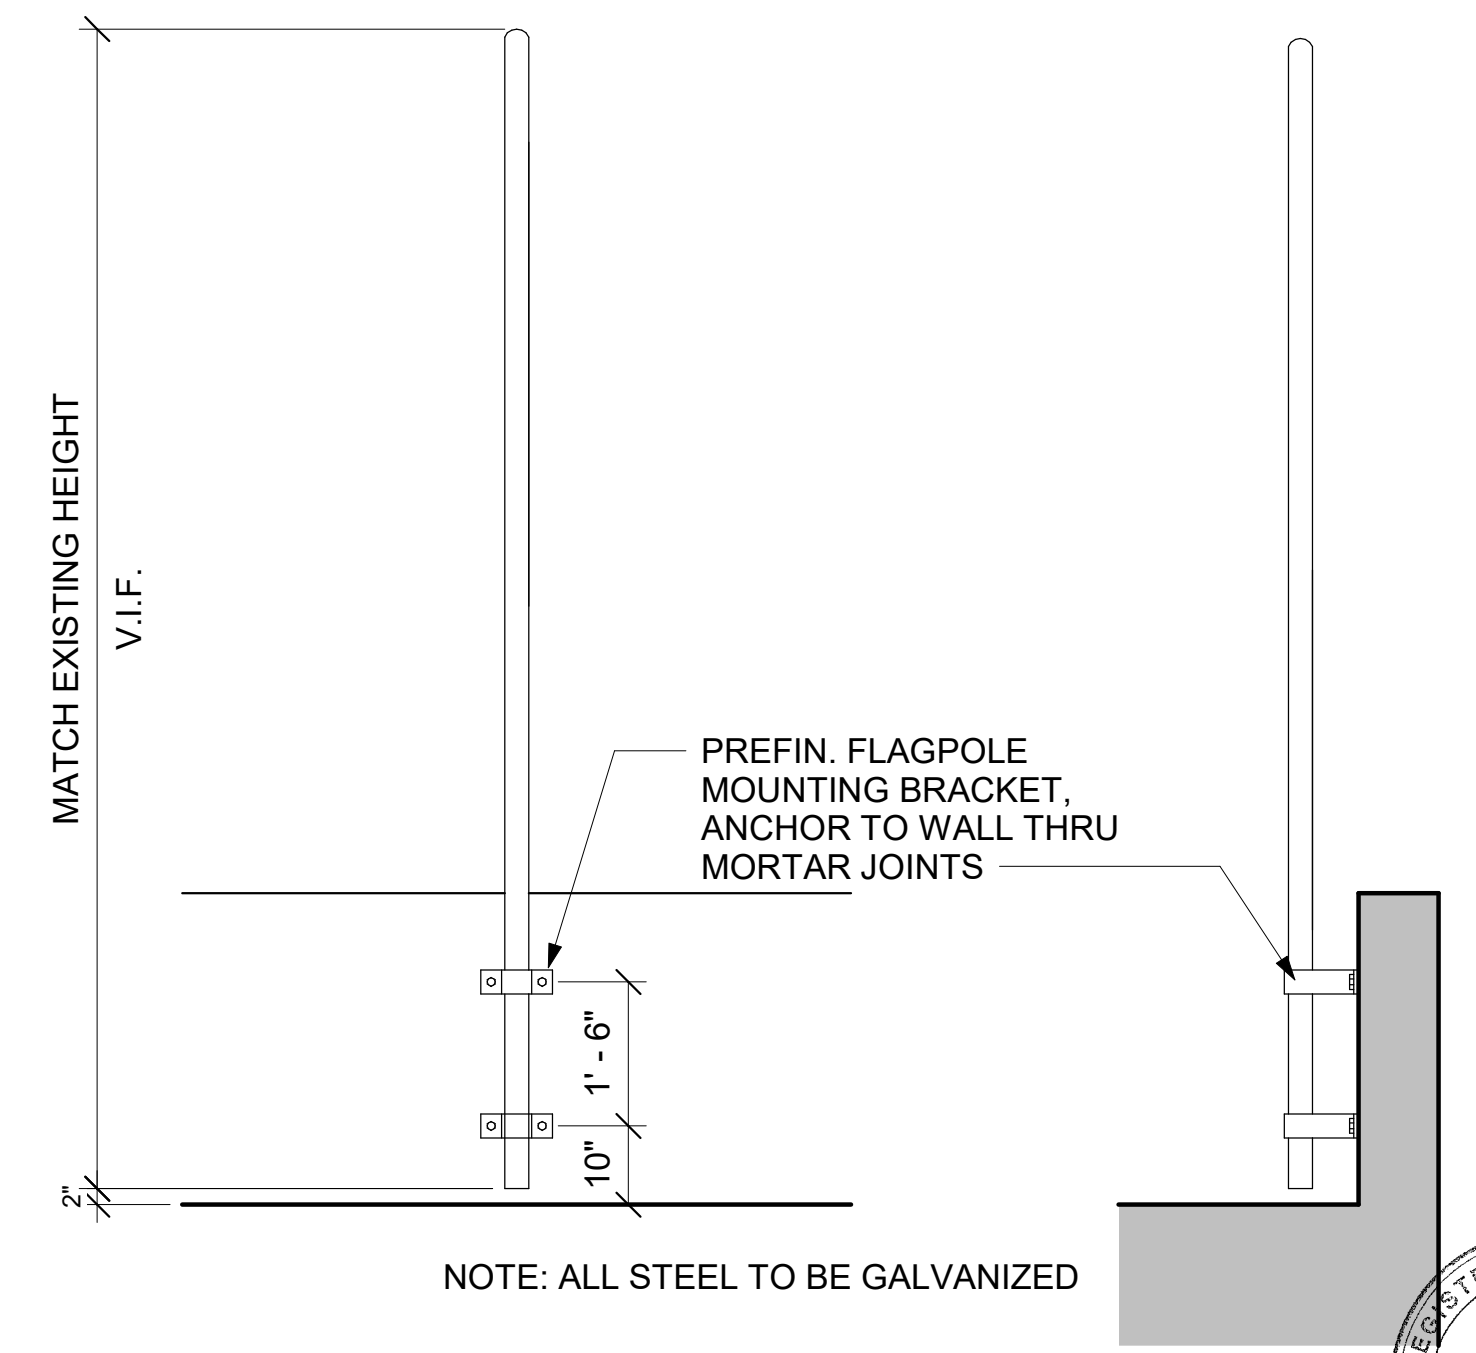 MATCH EXISTING HEIGHT
V.I.F.
PREFIN. FLAGPOLE
MOUNTING BRACKET,
ANCHOR TO WALL THRU
MORTAR JOINTS
1' - 6"
10"
2"
NOTE: ALL STEEL TO BE GALVANIZED